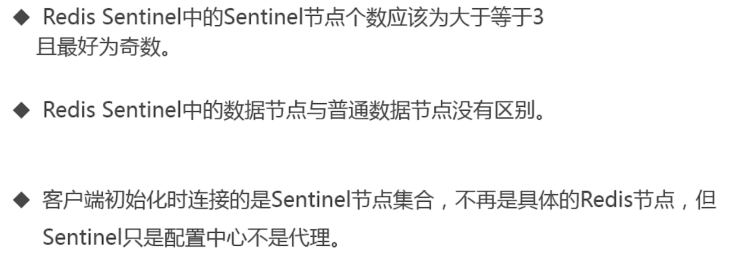 ◆ Redis Sentinel中的Sentinel节点个数应该为大于等于3
且最好为奇数。
◆ Redis Sentinel中的数据节点与普通数据节点没有区别。
◆ 客户端初始化时连接的是Sentinel节点集合，不再是具体的Redis节点，但
Sentinel只是配置中心不是代理。